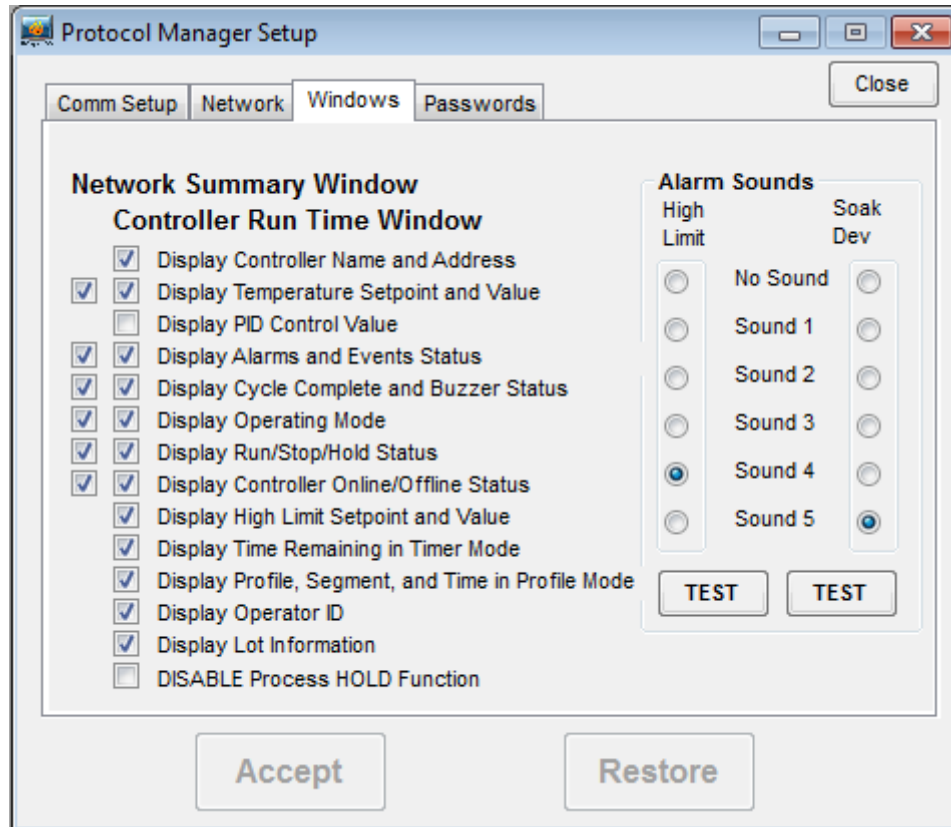 Protocol Manager Setup
Close
Comm Setup Network Windows Passwords
Network Summary Window
Controller Run Time Window
Display Controller Name and Address
Display Temperature Setpoint and Value
Display PID Control Value
Display Alarms and Events Status
Display Cycle Complete and Buzzer Status
Display Operating Mode
Display Run/Stop/Hold Status
Display Controller Online/Offline Status
Display High Limit Setpoint and Value
Display Time Remaining in Timer Mode
Display Profile, Segment, and Time in Profile Mode
Display Operator ID
Display Lot Information
DISABLE Process HOLD Function
Alarm Sounds
High Limit
Soak Dev
No Sound
Sound 1
Sound 2
Sound 3
Sound 4
Sound 5
TEST TEST
Accept Restore